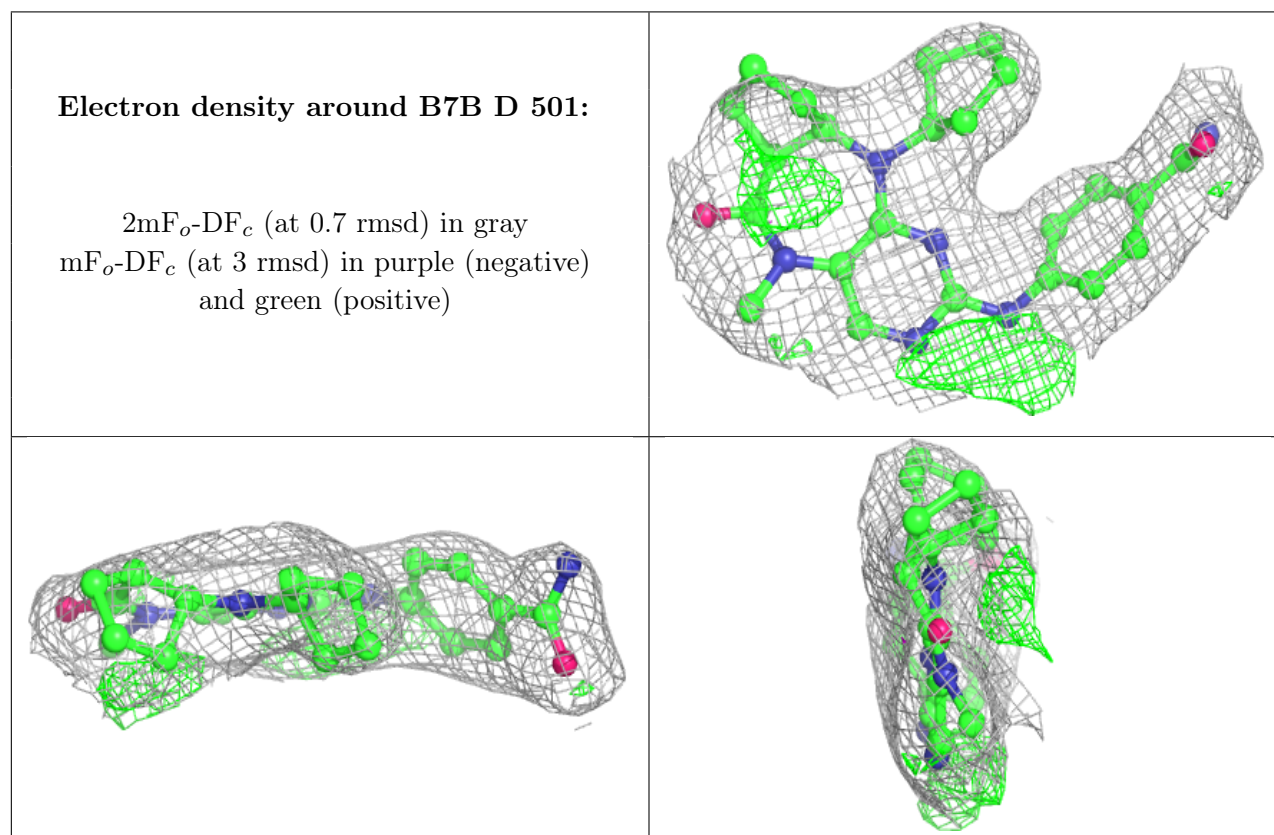 Electron density around B7B D 501:
2mFo-DFc (at 0.7 rmsd) in gray
mFo-DFc (at 3 rmsd) in purple (negative)
and green (positive)